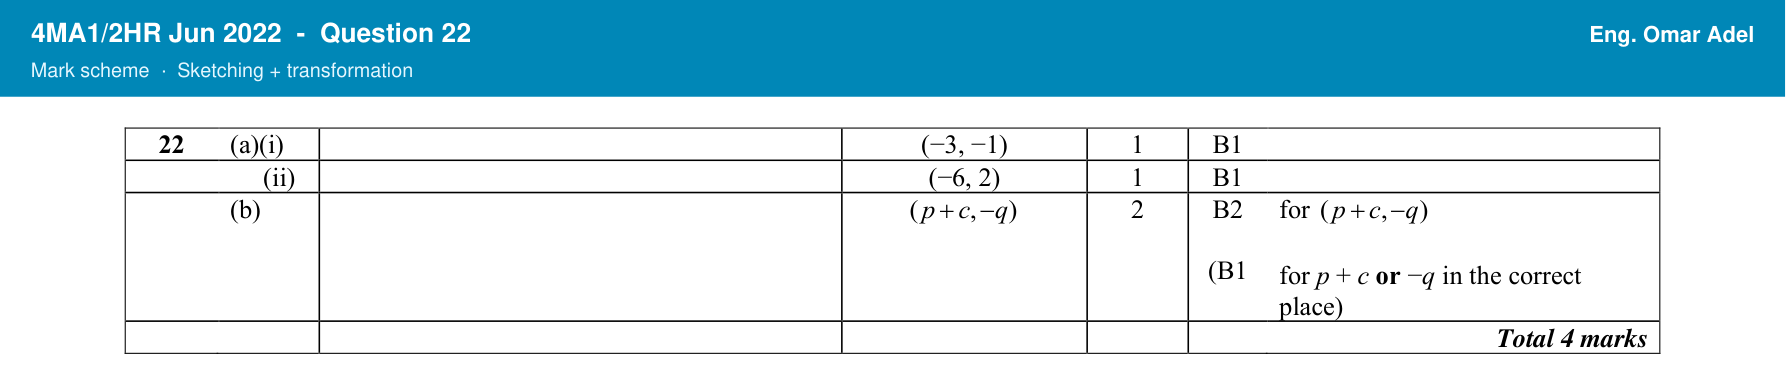 4MA1/2HR Jun 2022 - Question 22
Eng. Omar Adel
Mark scheme · Sketching + transformation
22 (a)(i) (−3, −1) 1 B1
(ii) (−6, 2) 1 B1
(b) (p + c, −q) 2 B2 for (p + c, −q)
(B1 for p + c or −q in the correct
place)
Total 4 marks